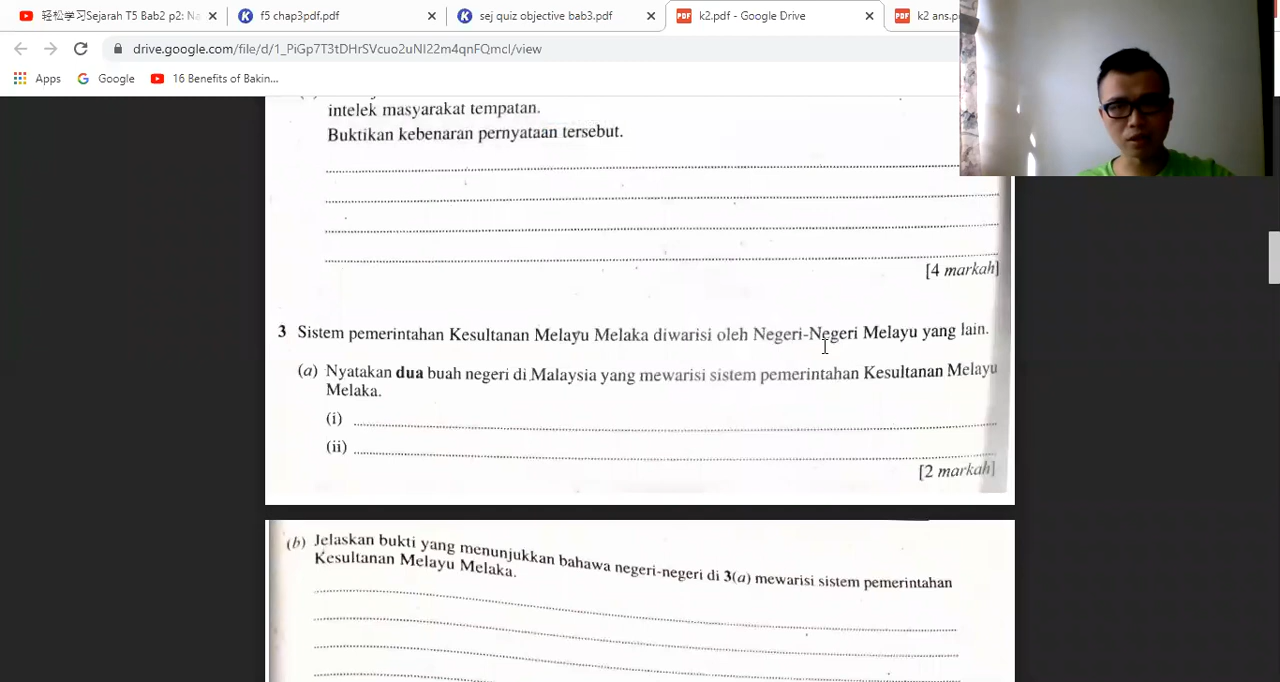 轻松学习Sejarah T5 Bab2 p2: Na
f5 chap3pdf.pdf
sej quiz objective bab3.pdf
k2.pdf - Google Drive
k2 ans.p
drive.google.com/file/d/1_PiGp7T3tDHrSVcuo2uNI22m4qnFQmcl/view
Apps
Google
16 Benefits of Bakin...
intelek masyarakat tempatan.
Buktikan kebenaran pernyataan tersebut.
[4 markah]
3 Sistem pemerintahan Kesultanan Melayu Melaka diwarisi oleh Negeri-Negeri Melayu yang lain.
(a) Nyatakan dua buah negeri di Malaysia yang mewarisi sistem pemerintahan Kesultanan Melayu
Melaka.
(i)
(ii)
[2 markah]
(b) Jelaskan bukti yang menunjukkan bahawa negeri-negeri di 3(a) mewarisi sistem pemerintahan
Kesultanan Melayu Melaka.